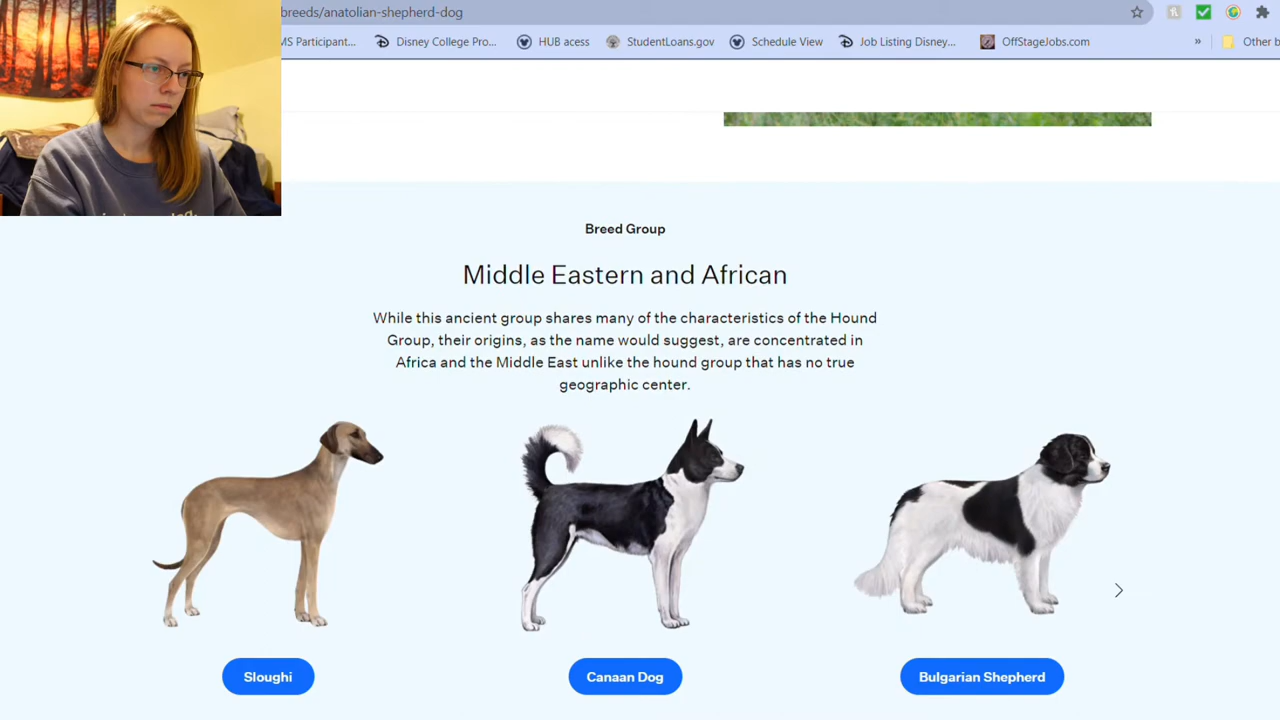 breeds/anatolian-shepherd-dog
MS Participant...
Disney College Pro...
HUB acess
StudentLoans.gov
Schedule View
Job Listing Disney...
OffStageJobs.com
»
Other b
Breed Group
Middle Eastern and African
While this ancient group shares many of the characteristics of the Hound
Group, their origins, as the name would suggest, are concentrated in
Africa and the Middle East unlike the hound group that has no true
geographic center.
Sloughi
Canaan Dog
Bulgarian Shepherd